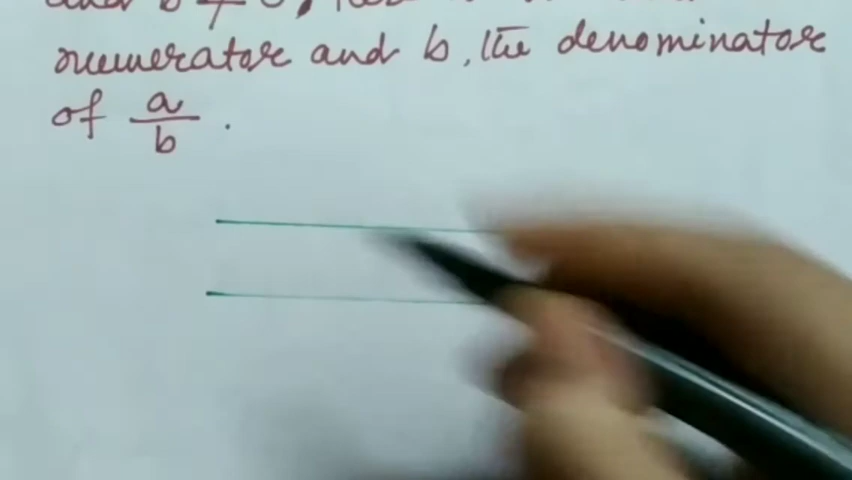 numerator and b, the denominator
of a/b.